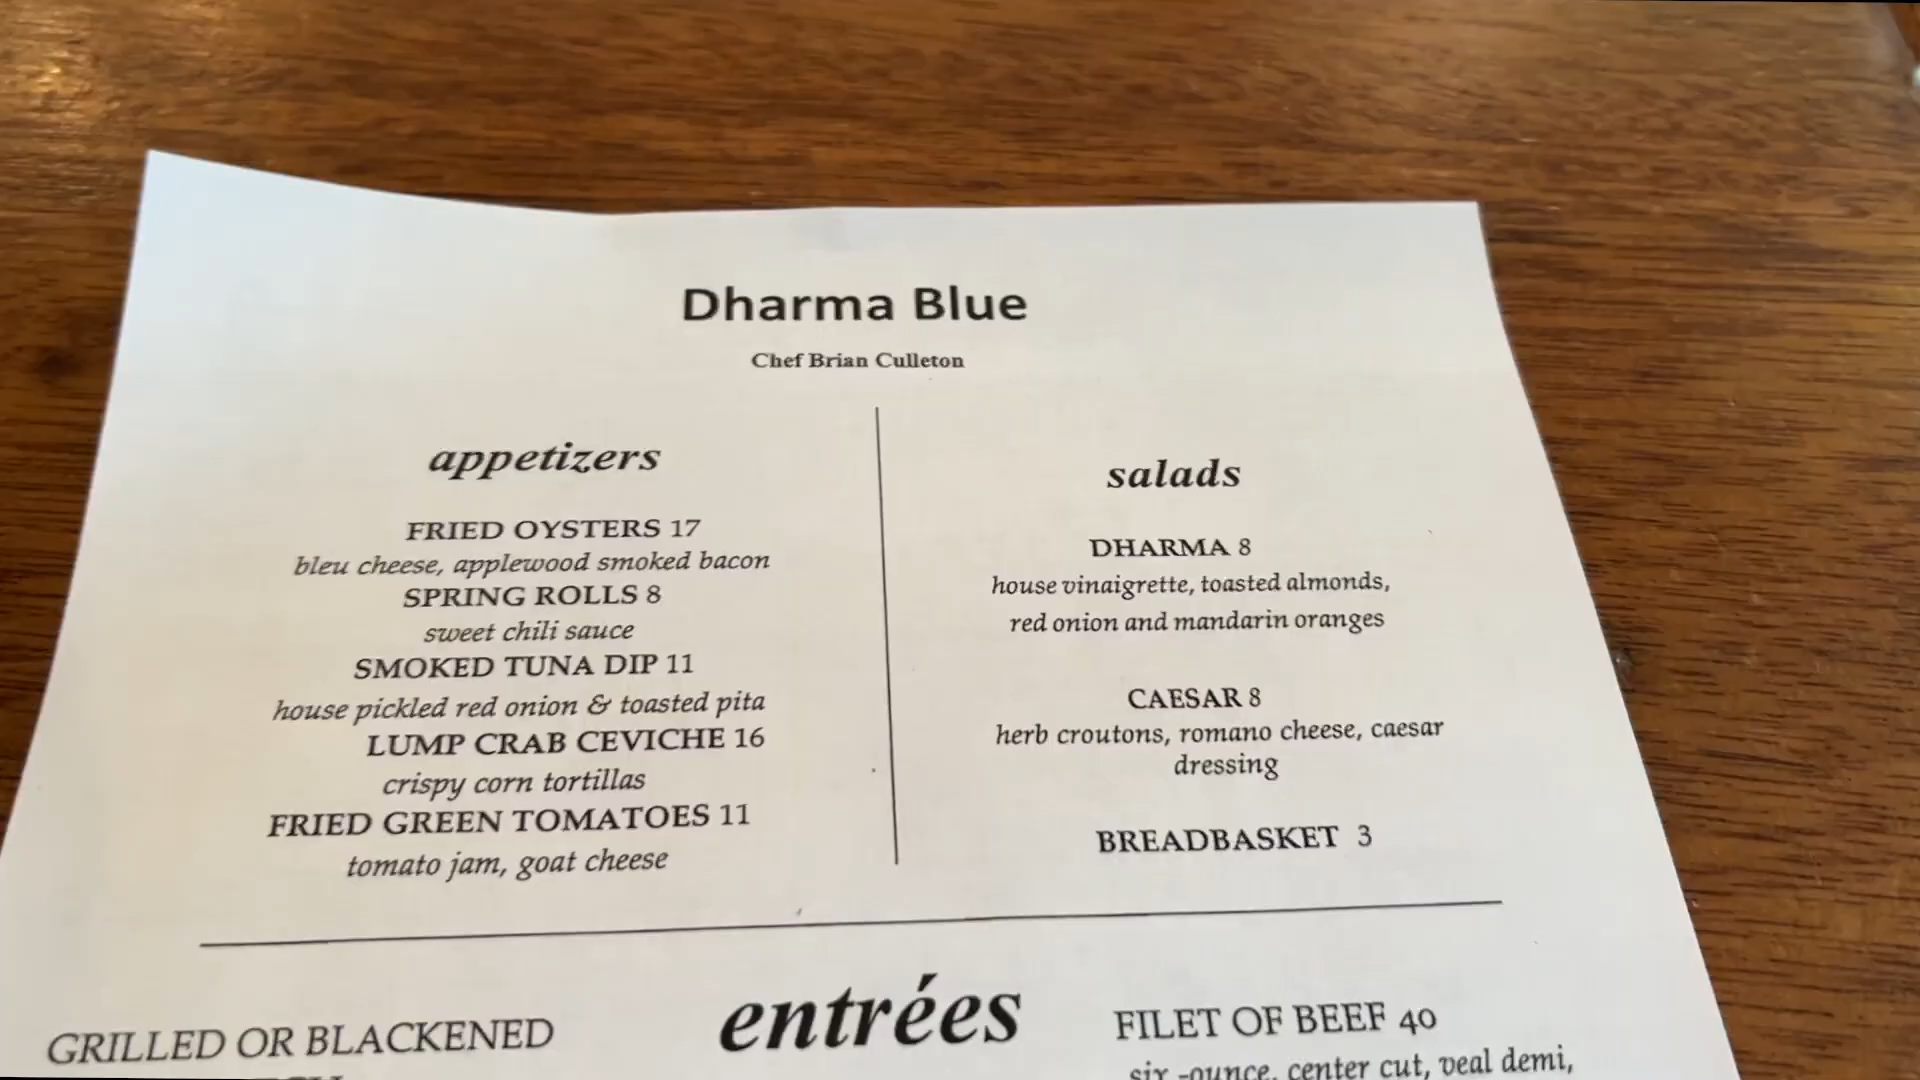 Dharma Blue
Chef Brian Culleton
appetizers
FRIED OYSTERS 17
bleu cheese, applewood smoked bacon
SPRING ROLLS 8
sweet chili sauce
SMOKED TUNA DIP 11
house pickled red onion & toasted pita
LUMP CRAB CEVICHE 16
crispy corn tortillas
FRIED GREEN TOMATOES 11
tomato jam, goat cheese
salads
DHARMA 8
house vinaigrette, toasted almonds,
red onion and mandarin oranges
CAESAR 8
herb croutons, romano cheese, caesar
dressing
BREADBASKET 3
entrées
GRILLED OR BLACKENED
FILET OF BEEF 40
six -ounce, center cut, veal demi,